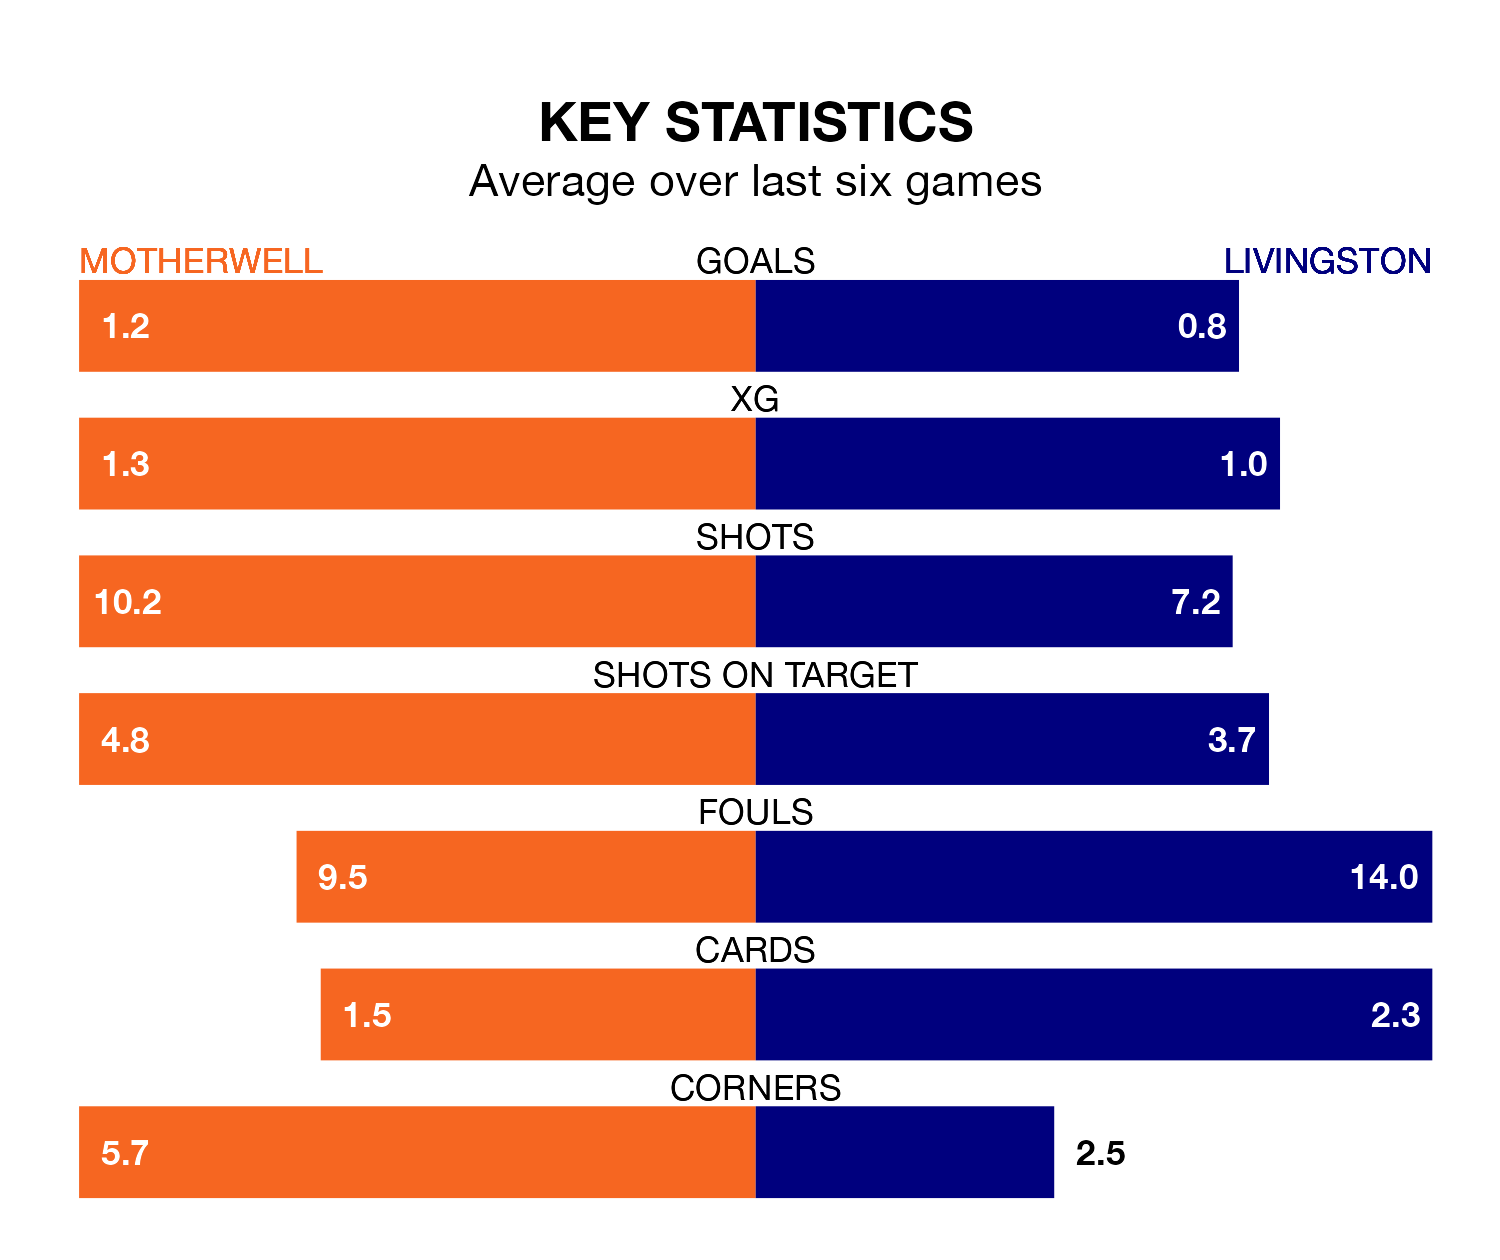 KEY STATISTICS
Average over last six games
MOTHERWELL GOALS LIVINGSTON
1.2 0.8
XG
1.3 1.0
SHOTS
10.2 7.2
SHOTS ON TARGET
4.8 3.7
FOULS
9.5 14.0
CARDS
1.5 2.3
CORNERS
5.7 2.5